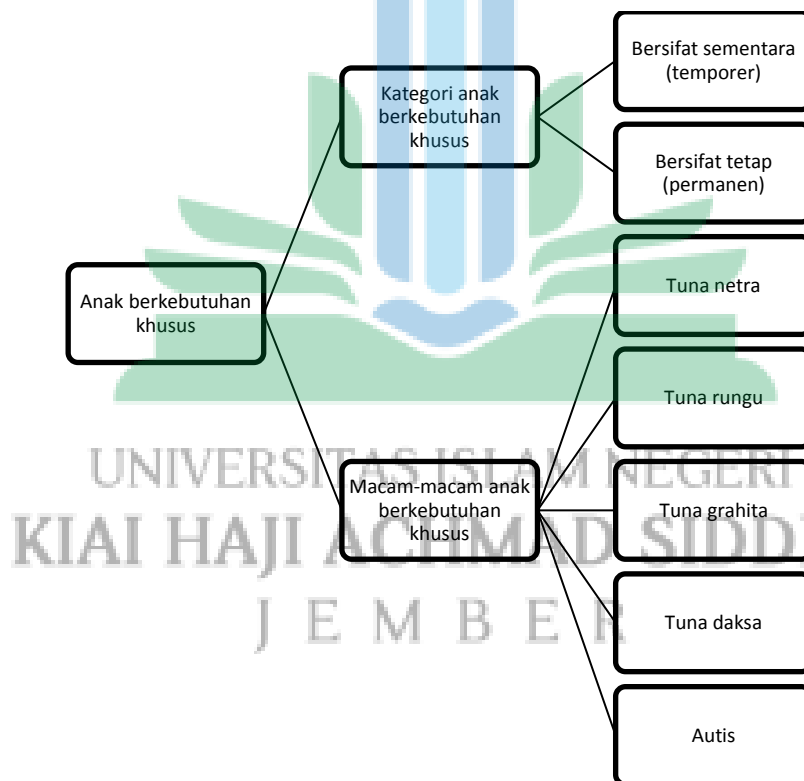 Bersifat sementara
(temporer)
Kategori anak
berkebutuhan
khusus
Bersifat tetap
(permanen)
Anak berkebutuhan
khusus
Tuna netra
Tuna rungu
Macam-macam anak
berkebutuhan
khusus
Tuna grahita
Tuna daksa
Autis
UNIVERSITAS ISLAM NEGERI
KIAI HAJI ACHMAD
JEMBER